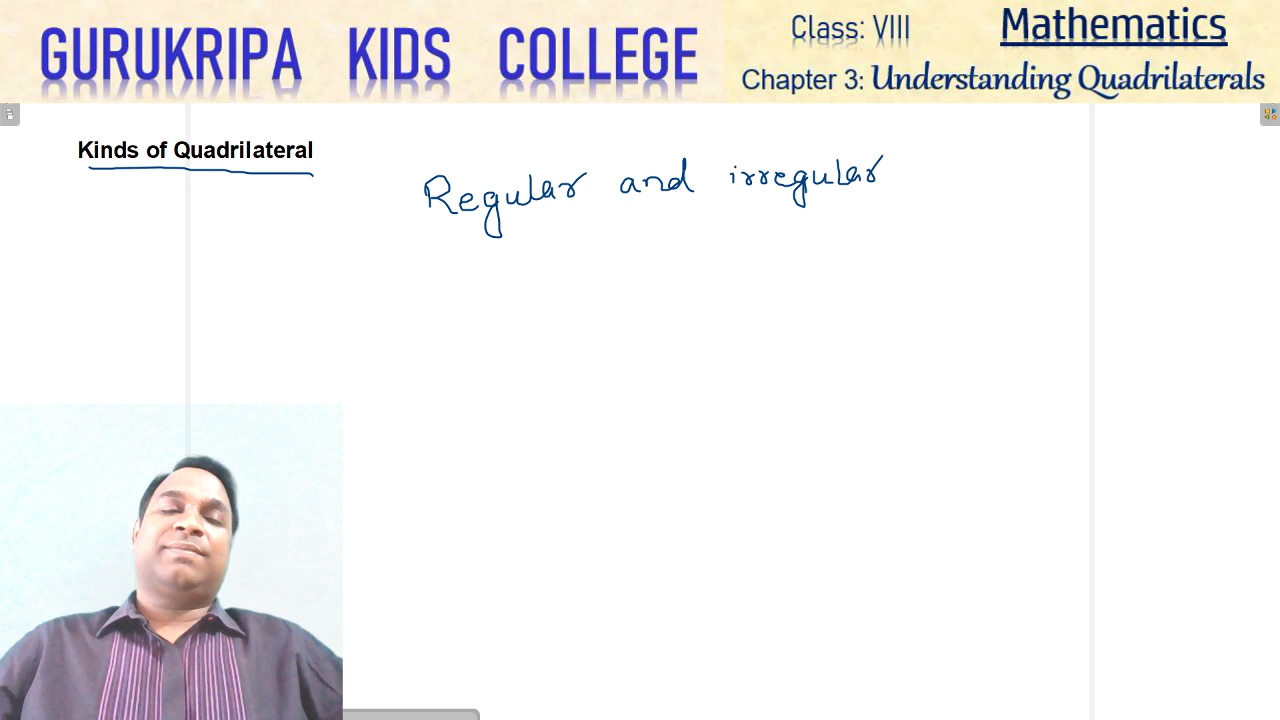 GURUKRIPA KIDS COLLEGE
Class: VIII Mathematics
Chapter 3: Understanding Quadrilaterals
Kinds of Quadrilateral
Regular and irregular